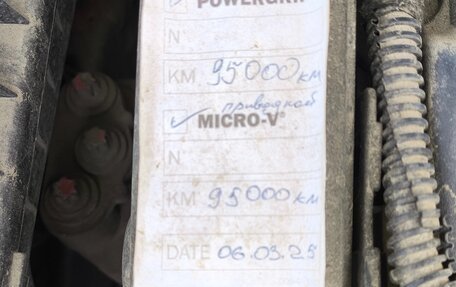 POWERGRIP
N
KM 95000 км
приводной
✓ MICRO-V®
N
KM 95000 км
DATE 06.03.25